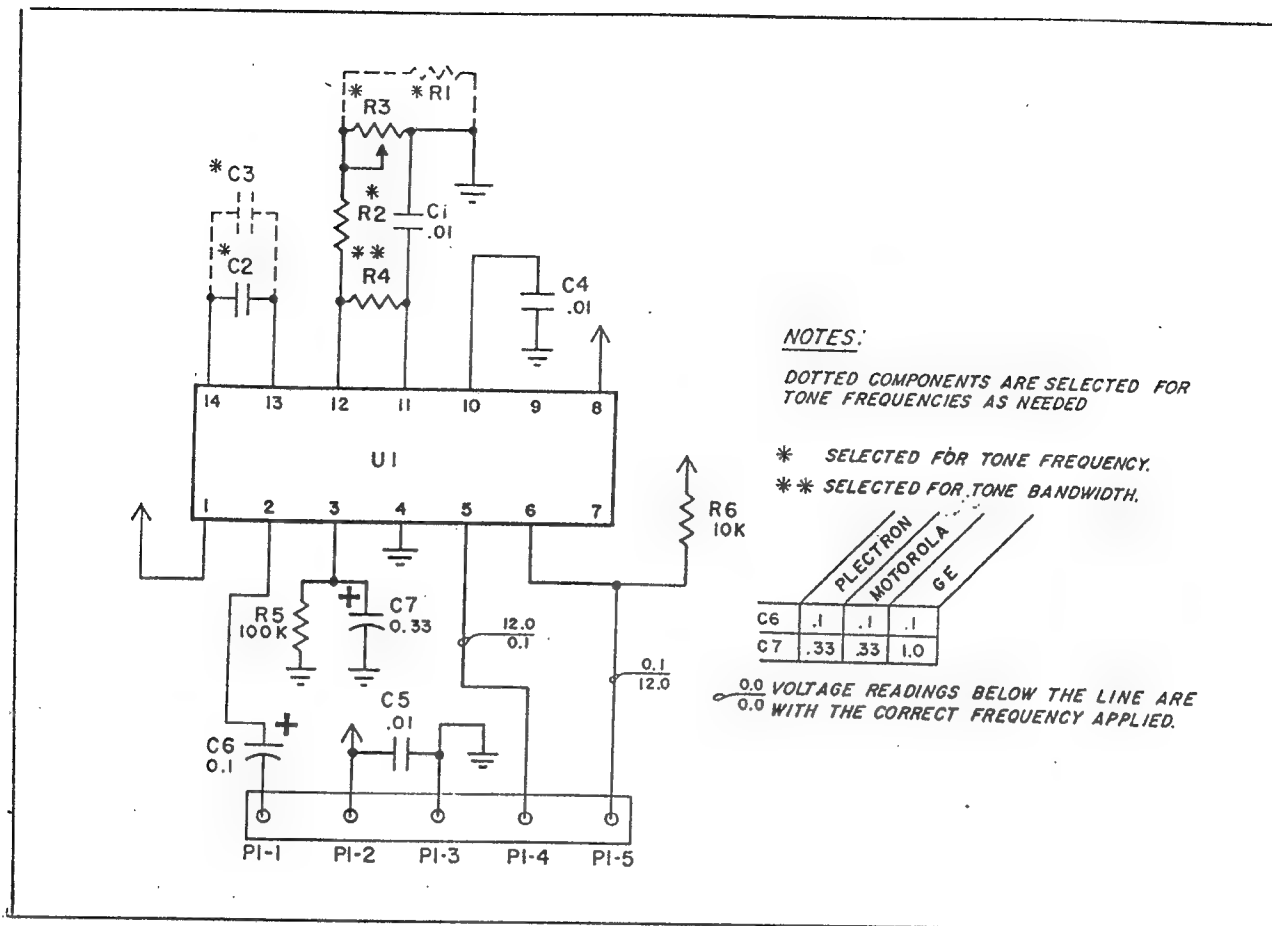 * *R1
R3
*C3
*
R2
C1
.01
*
C2
**
R4
C4
.01
14 13 12 11 10 9 8
U1
1 2 3 4 5 6 7
R6
10K
R5
100K
+
C7
0.33
12.0
0.1
0.1
12.0
C6
0.1
+
C5
.01
P1-1 P1-2 P1-3 P1-4 P1-5
NOTES:
DOTTED COMPONENTS ARE SELECTED FOR
TONE FREQUENCIES AS NEEDED
* SELECTED FOR TONE FREQUENCY.
** SELECTED FOR TONE BANDWIDTH.
PLECTRON MOTOROLA GE
C6 .1 .1 .1
C7 .33 .33 1.0
0.0 VOLTAGE READINGS BELOW THE LINE ARE
0.0 WITH THE CORRECT FREQUENCY APPLIED.